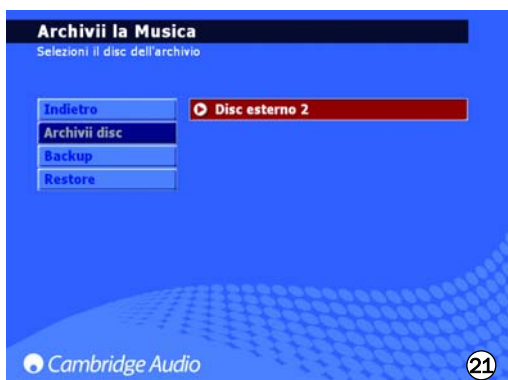 Archivii la Musica
Selezioni il disc dell'archivio
Indietro
Disc esterno 2
Archivii disc
Backup
Restore
Cambridge Audio
21